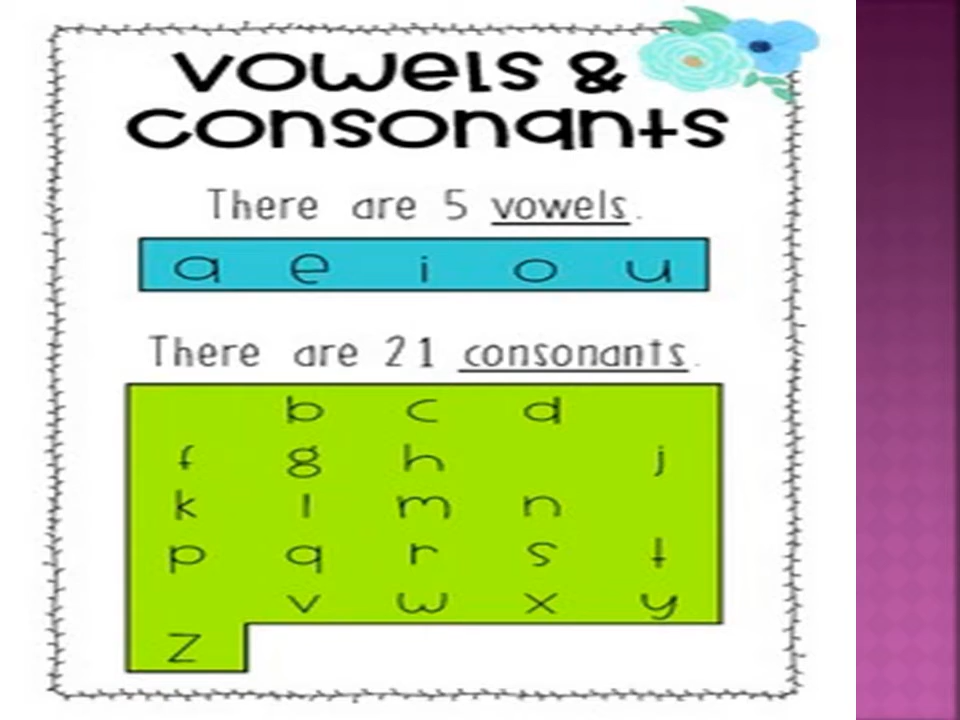 Vowels &
Consonants
There are 5 vowels.
a e i o u
There are 21 consonants.
b c d
f g h j
k l m n
p q r s t
v w x y
z